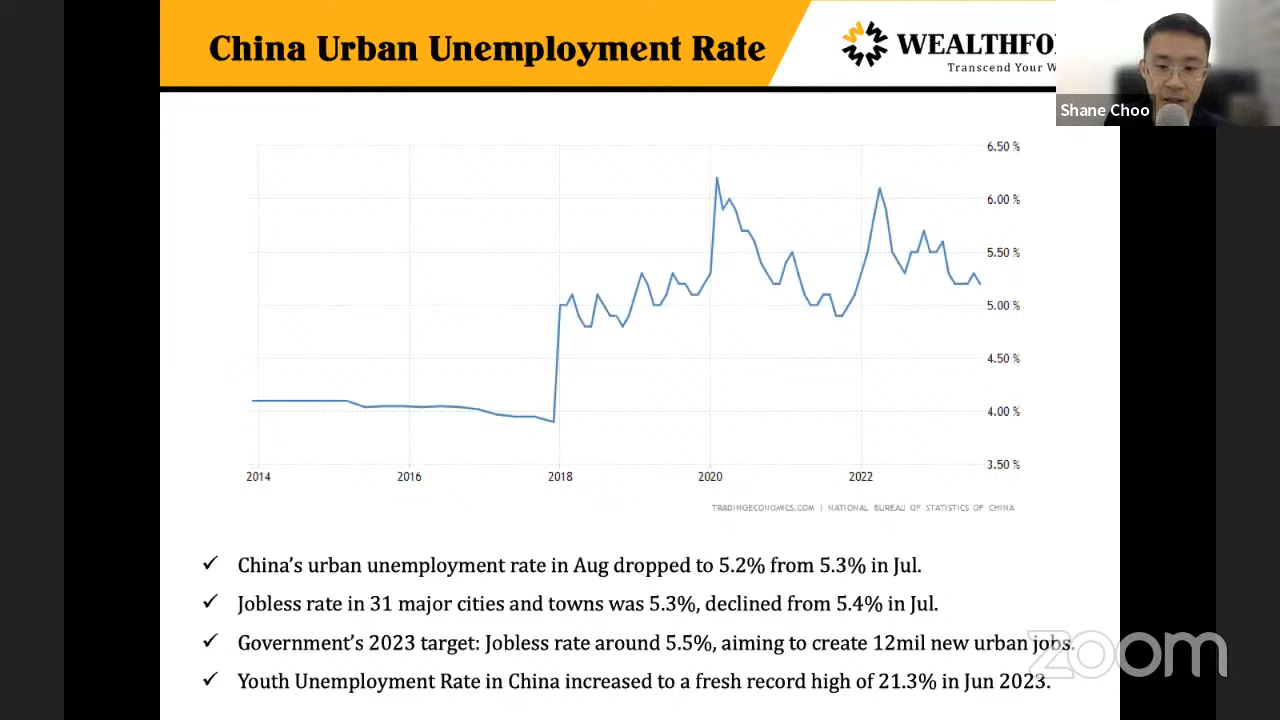 China Urban Unemployment Rate
WEALTHFO
Transcend Your W
Shane Choo
6.50 %
6.00 %
5.50 %
5.00 %
4.50 %
4.00 %
3.50 %
2014 2016 2018 2020 2022
TRADINGECONOMICS.COM | NATIONAL BUREAU OF STATISTICS OF CHINA
✓ China’s urban unemployment rate in Aug dropped to 5.2% from 5.3% in Jul.
✓ Jobless rate in 31 major cities and towns was 5.3%, declined from 5.4% in Jul.
✓ Government’s 2023 target: Jobless rate around 5.5%, aiming to create 12mil new urban jobs.
✓ Youth Unemployment Rate in China increased to a fresh record high of 21.3% in Jun 2023.
zoom